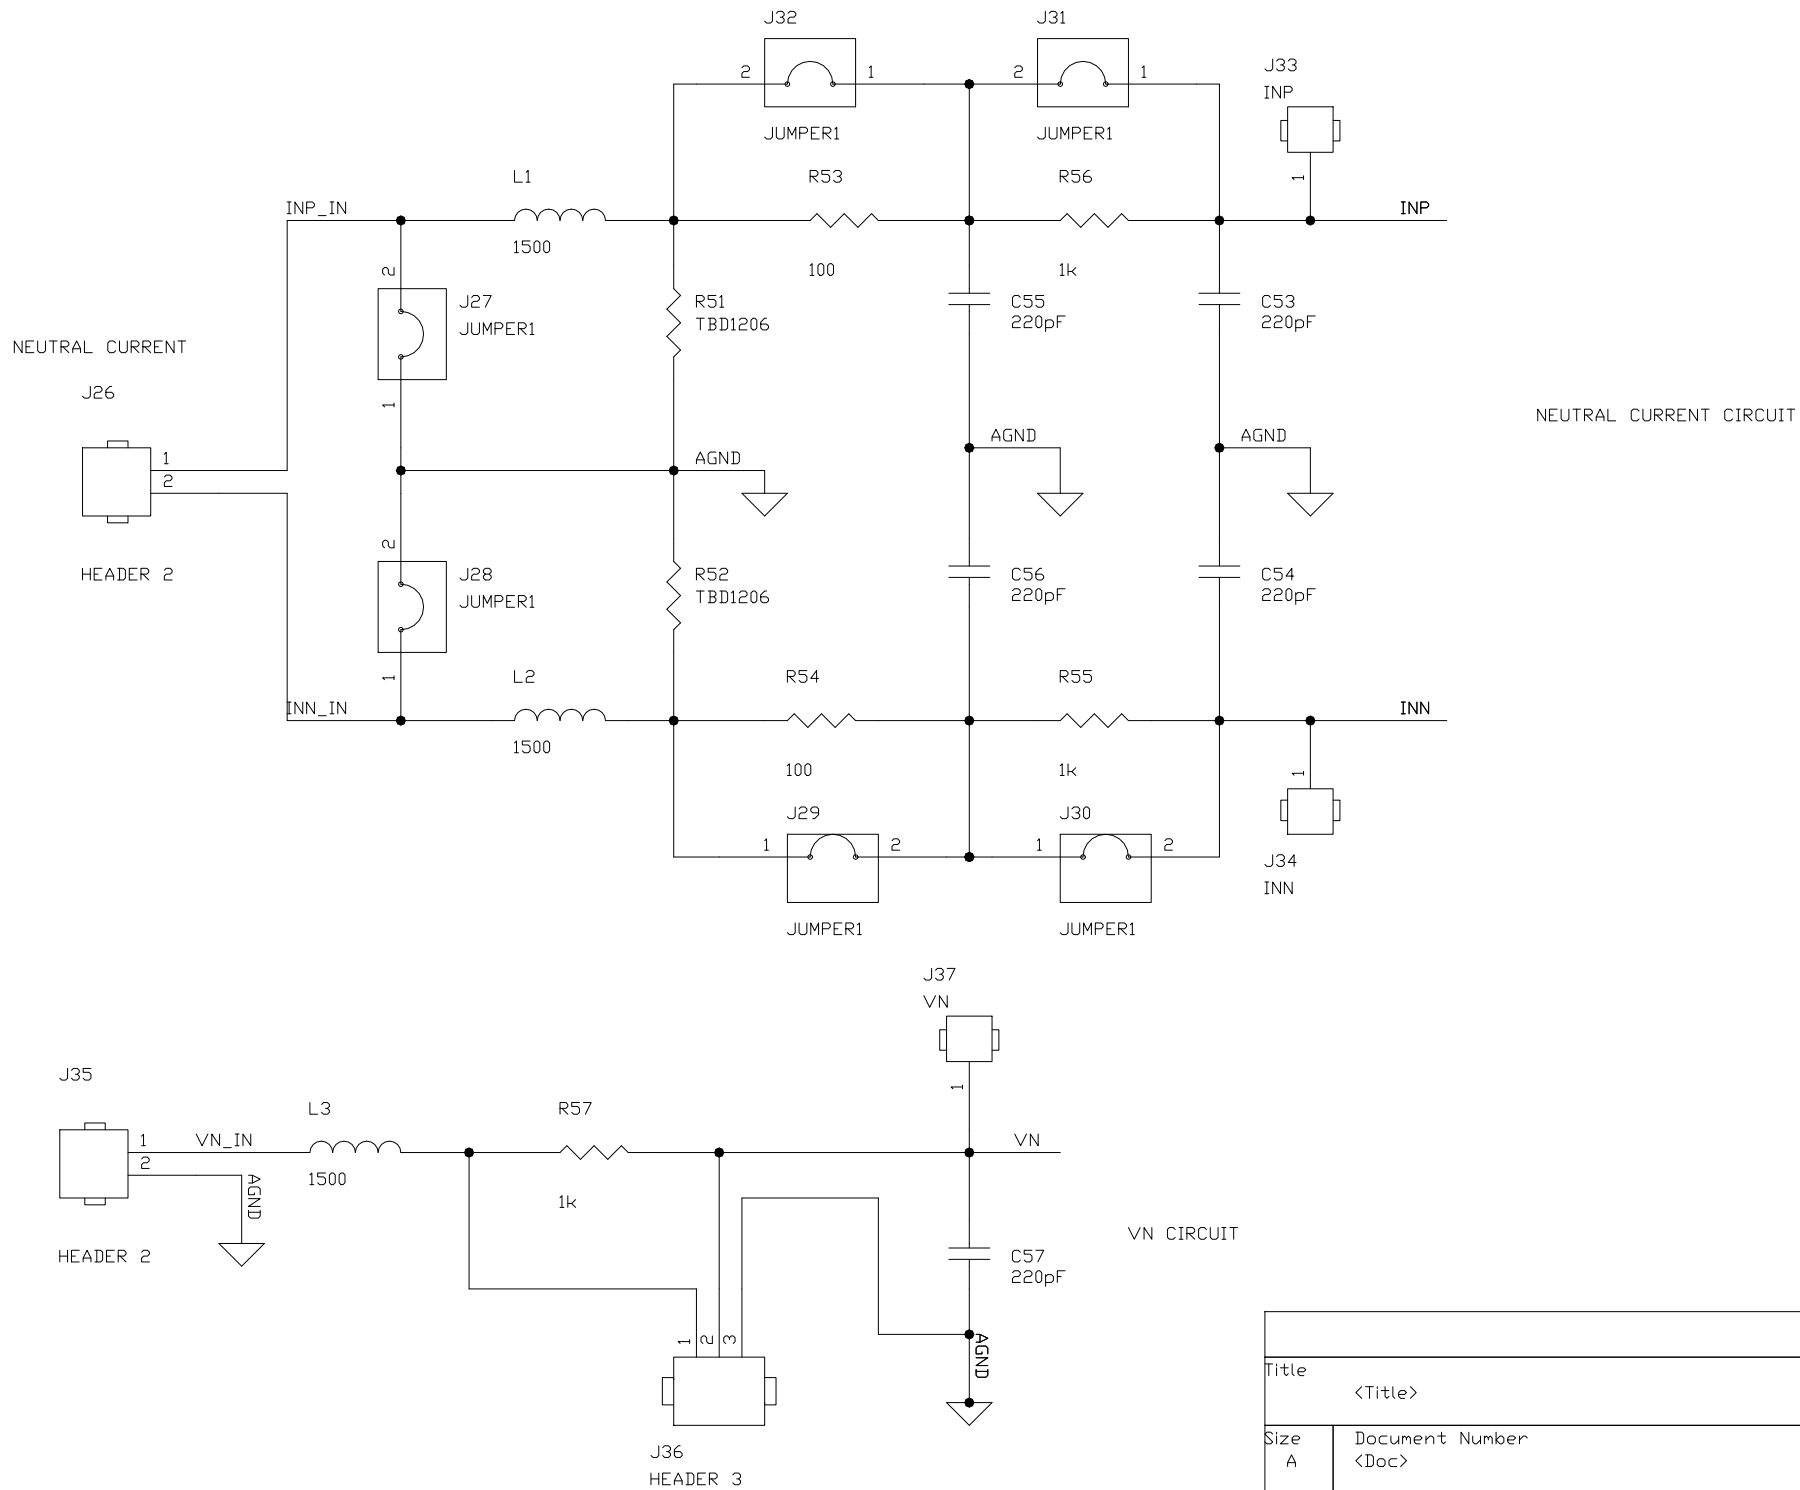 J32
J31
2
1
2
1
JUMPER1
JUMPER1
J33
INP
1
L1
R53
R56
INP_IN
INP
1500
100
1k
2
J27
JUMPER1
1
R51
TBD1206
C55
220pF
C53
220pF
NEUTRAL CURRENT
J26
1
2
HEADER 2
AGND
AGND
AGND
NEUTRAL CURRENT CIRCUIT
2
J28
JUMPER1
1
R52
TBD1206
C56
220pF
C54
220pF
L2
R54
R55
INN_IN
INN
1500
100
1k
J29
J30
1
2
1
2
JUMPER1
JUMPER1
1
J34
INN
J37
VN
1
J35
1
2
HEADER 2
VN_IN
AGND
L3
1500
R57
1k
VN
C57
220pF
AGND
VN CIRCUIT
1
2
3
J36
HEADER 3
Title
<Title>
Size
A
Document Number
<Doc>